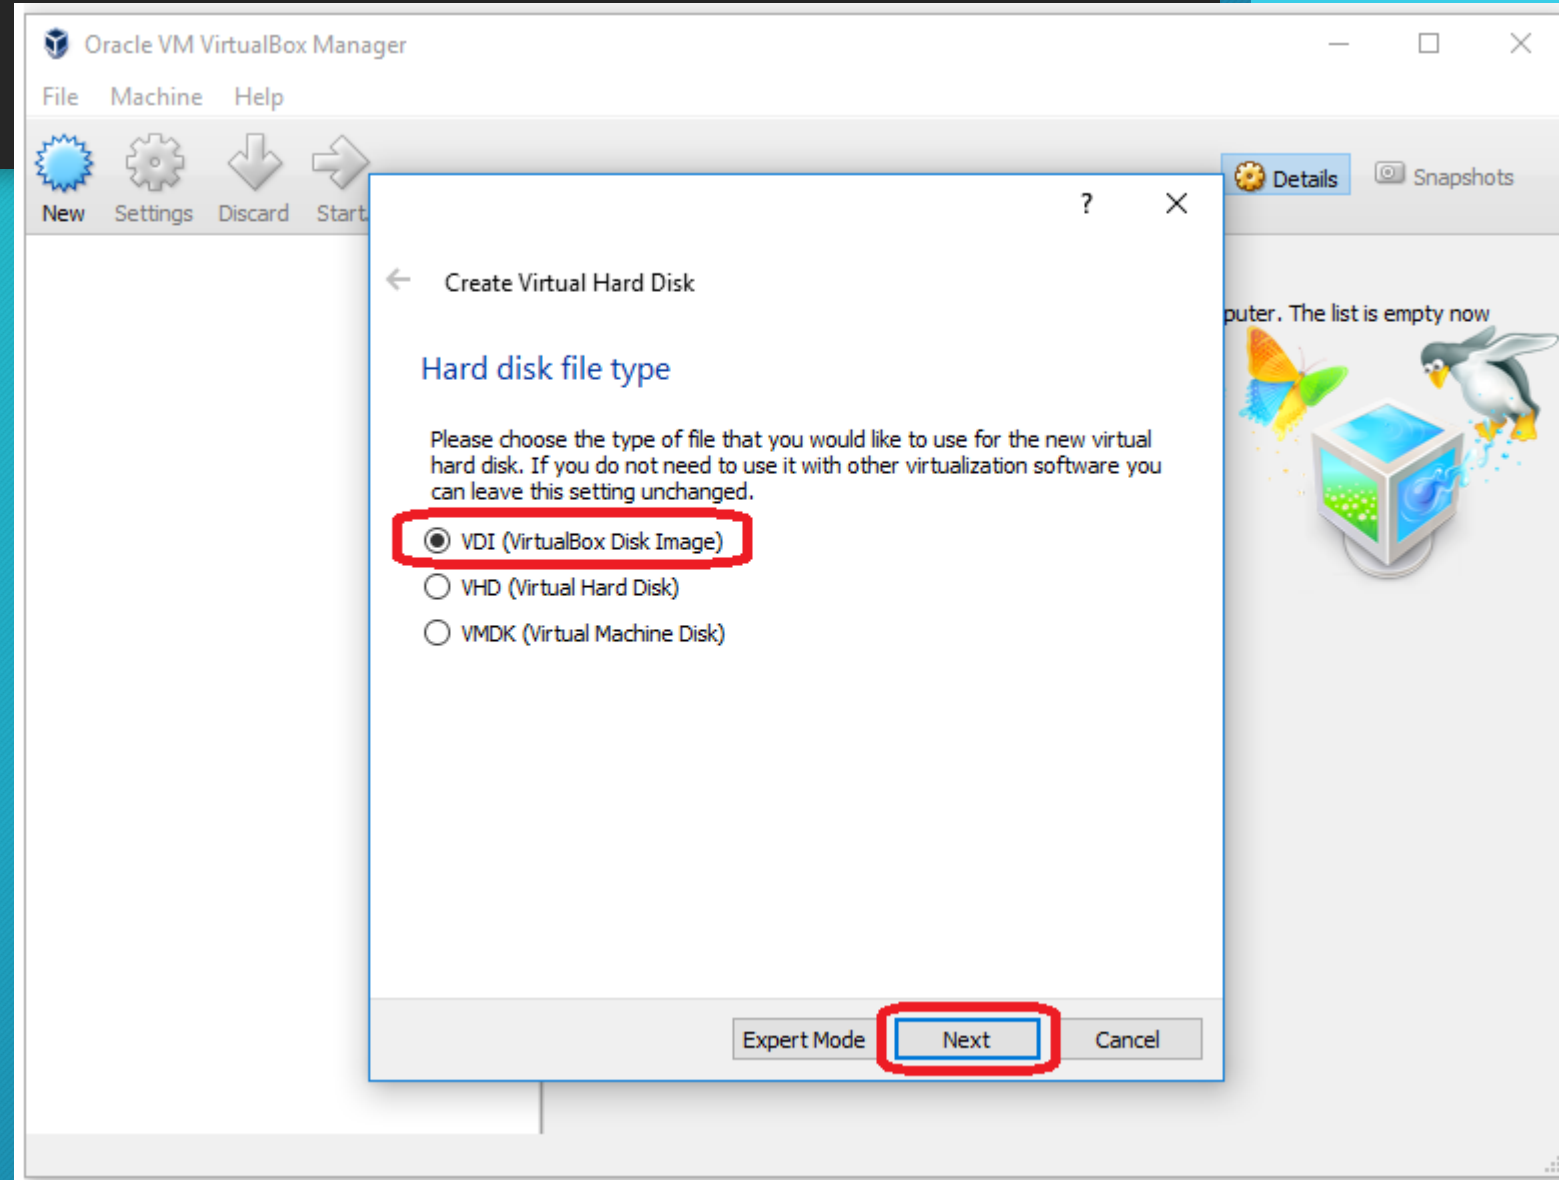 Oracle VM VirtualBox Manager
File Machine Help
New Settings Discard Start
Details Snapshots
Create Virtual Hard Disk
puter. The list is empty now
Hard disk file type
Please choose the type of file that you would like to use for the new virtual
hard disk. If you do not need to use it with other virtualization software you
can leave this setting unchanged.
VDI (VirtualBox Disk Image)
VHD (Virtual Hard Disk)
VMDK (Virtual Machine Disk)
Expert Mode Next Cancel